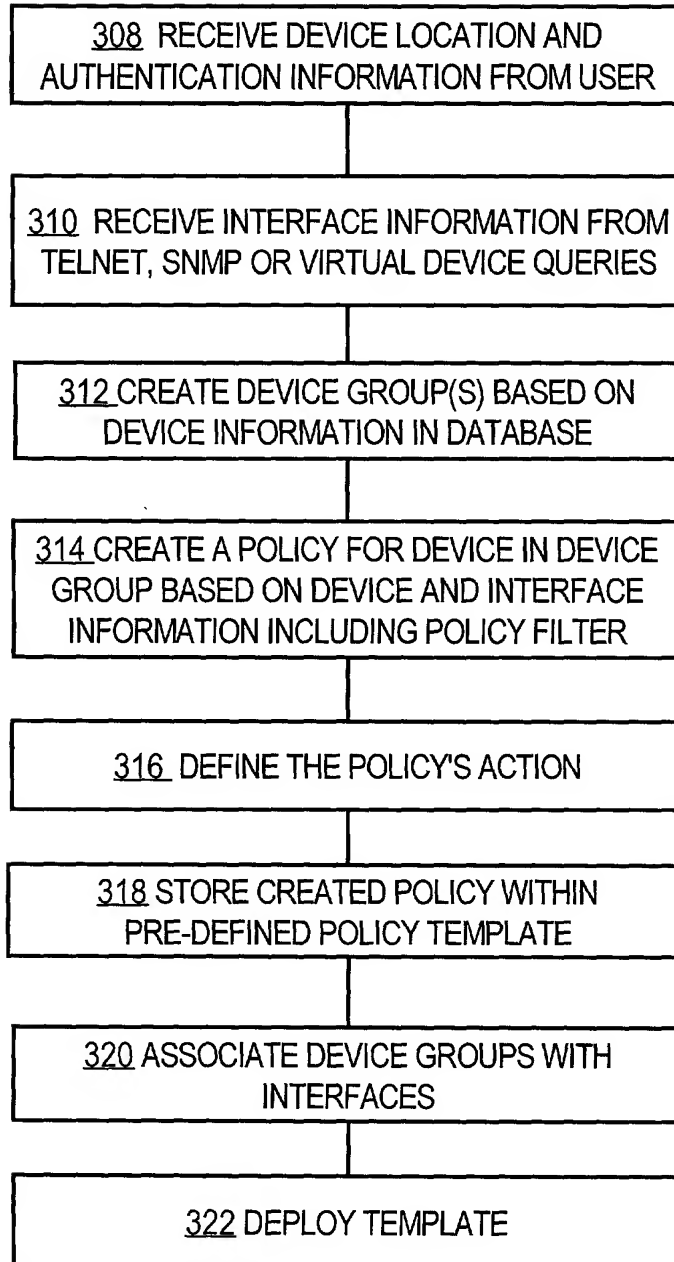 308 RECEIVE DEVICE LOCATION AND
AUTHENTICATION INFORMATION FROM USER
310 RECEIVE INTERFACE INFORMATION FROM
TELNET, SNMP OR VIRTUAL DEVICE QUERIES
312 CREATE DEVICE GROUP(S) BASED ON
DEVICE INFORMATION IN DATABASE
314 CREATE A POLICY FOR DEVICE IN DEVICE
GROUP BASED ON DEVICE AND INTERFACE
INFORMATION INCLUDING POLICY FILTER
316 DEFINE THE POLICY'S ACTION
318 STORE CREATED POLICY WITHIN
PRE-DEFINED POLICY TEMPLATE
320 ASSOCIATE DEVICE GROUPS WITH
INTERFACES
322 DEPLOY TEMPLATE